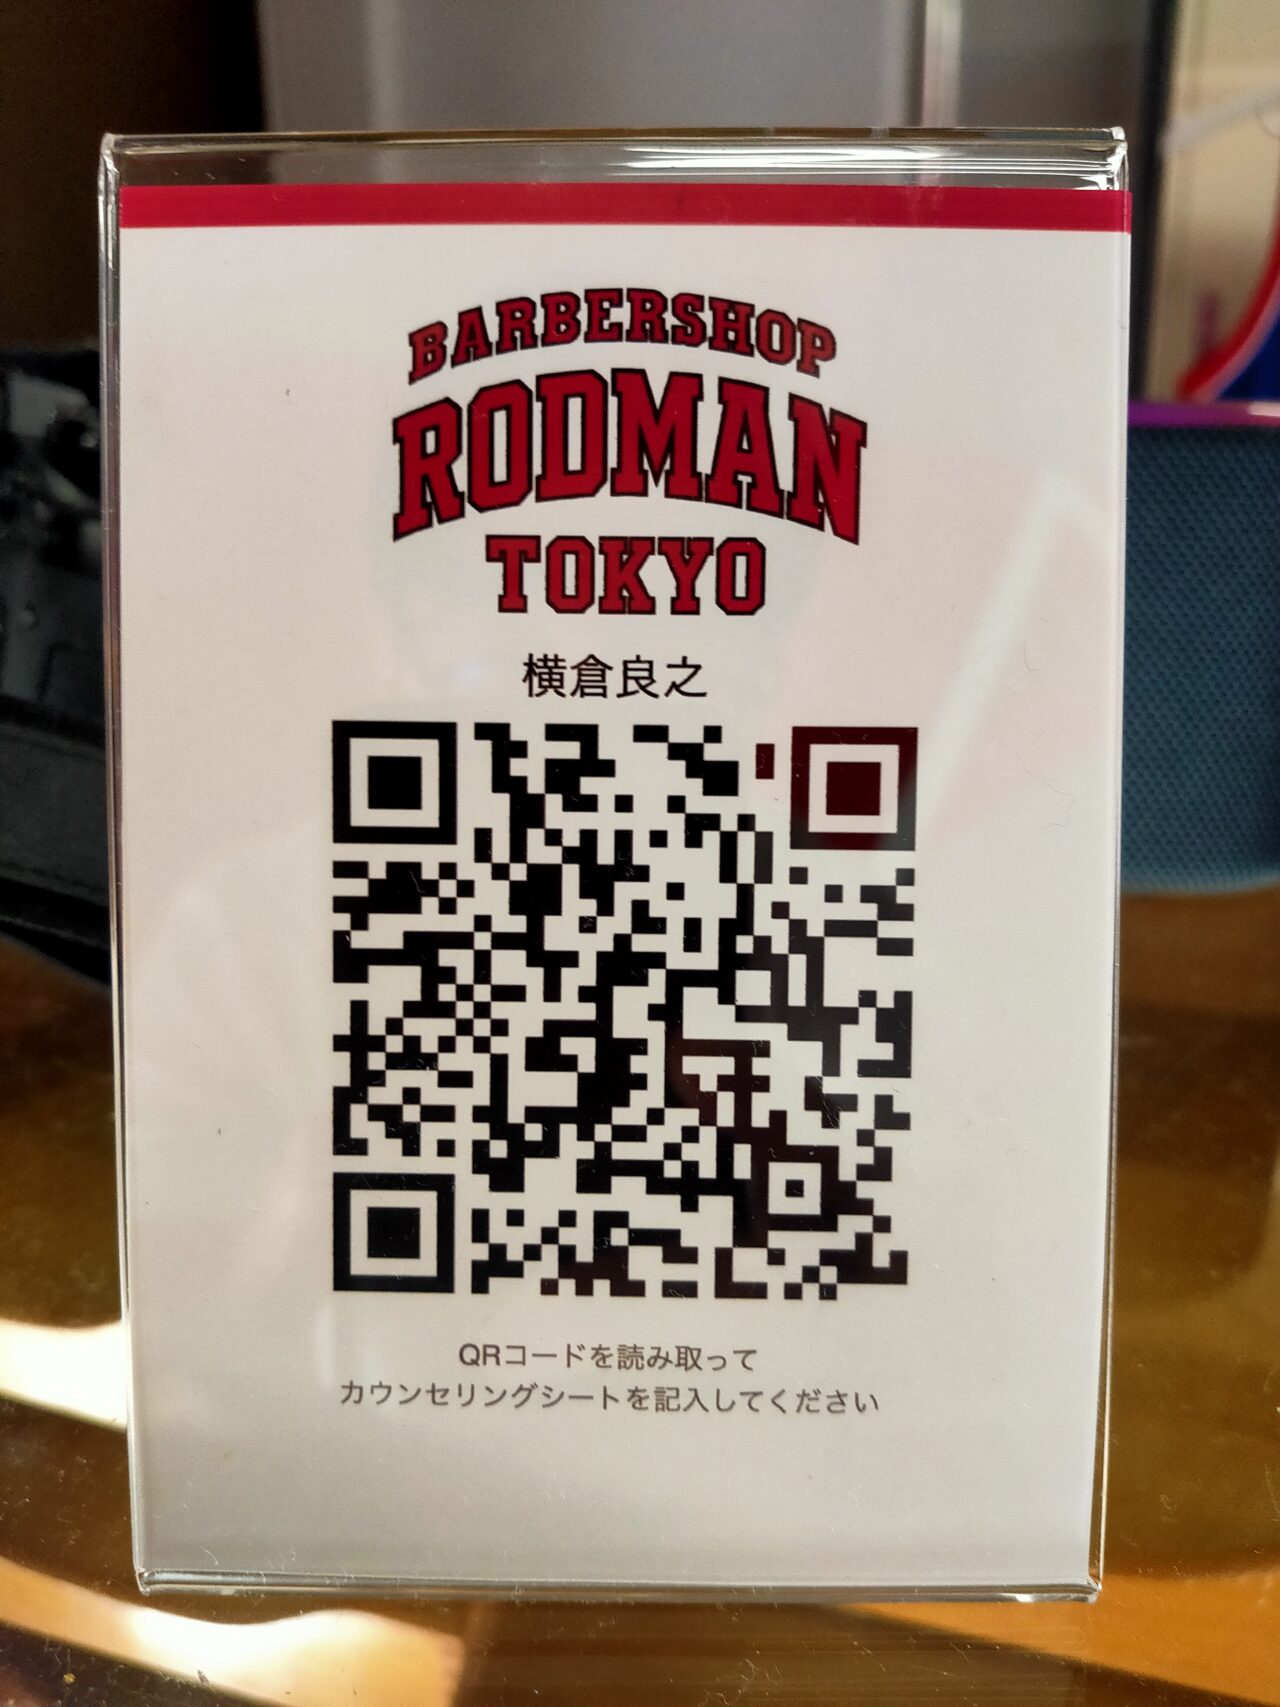 BARBERSHOP
RODMAN
TOKYO
横倉良之
QRコードを読み取って
カウンセリングシートを記入してください